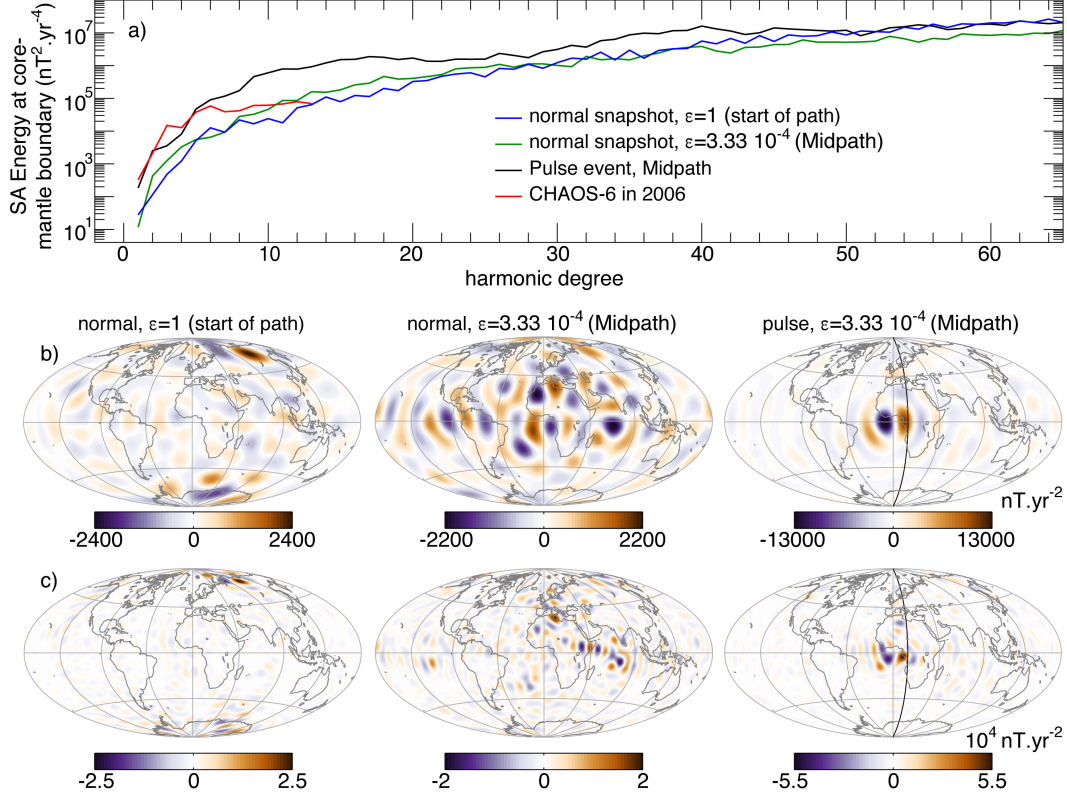 a)
SA Energy at core-
mantle boundary (nT².yr⁻⁴)
10⁷
10⁵
10³
10¹
normal snapshot, ε=1 (start of path)
normal snapshot, ε=3.33 10⁻⁴ (Midpath)
Pulse event, Midpath
CHAOS-6 in 2006
0 10 20 30 40 50 60
harmonic degree
normal, ε=1 (start of path) normal, ε=3.33 10⁻⁴ (Midpath) pulse, ε=3.33 10⁻⁴ (Midpath)
b)
nT.yr⁻²
-2400 0 2400 -2200 0 2200 -13000 0 13000
c)
10⁴ nT.yr⁻²
-2.5 0 2.5 -2 0 2 -5.5 0 5.5